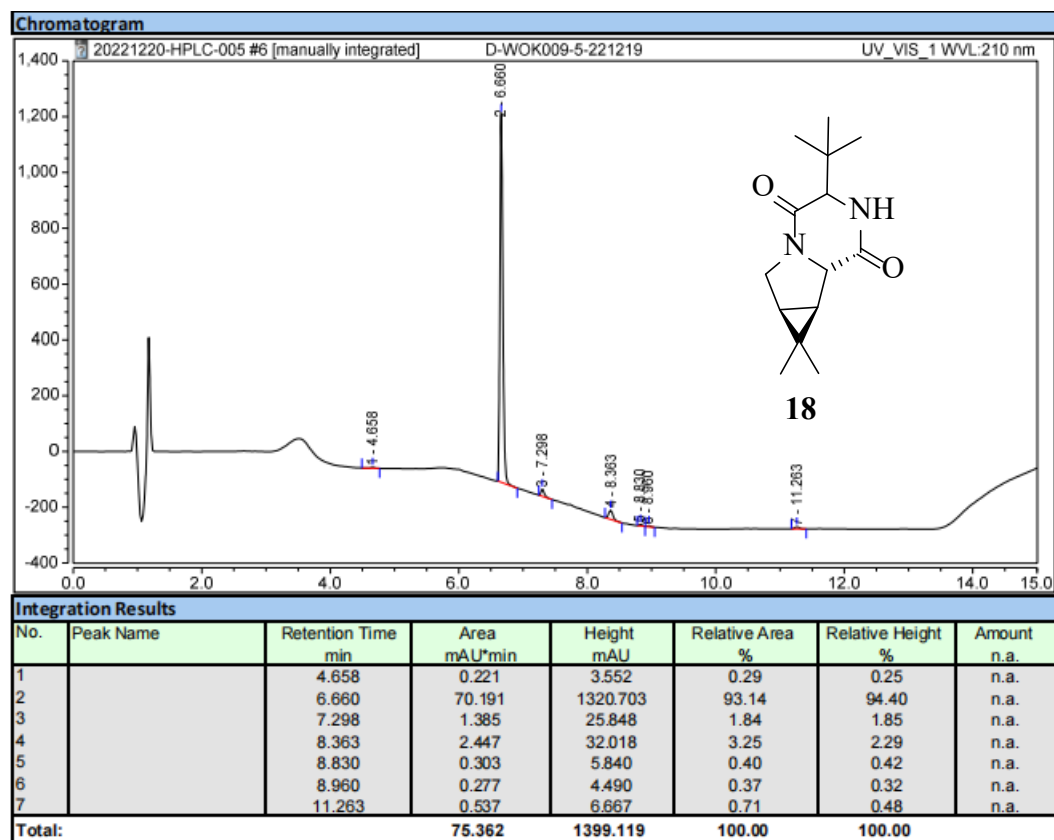 Chromatogram
20221220-HPLC-005 #6 [manually integrated] D-WOK009-5-221219 UV_VIS_1 WVL:210 nm
1,400
1,200
1,000
800
600
400
200
0
-200
-400
0.0 2.0 4.0 6.0 8.0 10.0 12.0 14.0 15.0
1 - 4.658
2 - 6.660
3 - 7.298
4 - 8.363
5 - 8.830
6 - 8.960
7 - 11.263
O
NH
N
O
18
Integration Results
No. Peak Name Retention Time Area Height Relative Area Relative Height Amount
min mAU*min mAU % % n.a.
1 4.658 0.221 3.552 0.29 0.25 n.a.
2 6.660 70.191 1320.703 93.14 94.40 n.a.
3 7.298 1.385 25.848 1.84 1.85 n.a.
4 8.363 2.447 32.018 3.25 2.29 n.a.
5 8.830 0.303 5.840 0.40 0.42 n.a.
6 8.960 0.277 4.490 0.37 0.32 n.a.
7 11.263 0.537 6.667 0.71 0.48 n.a.
Total: 75.362 1399.119 100.00 100.00